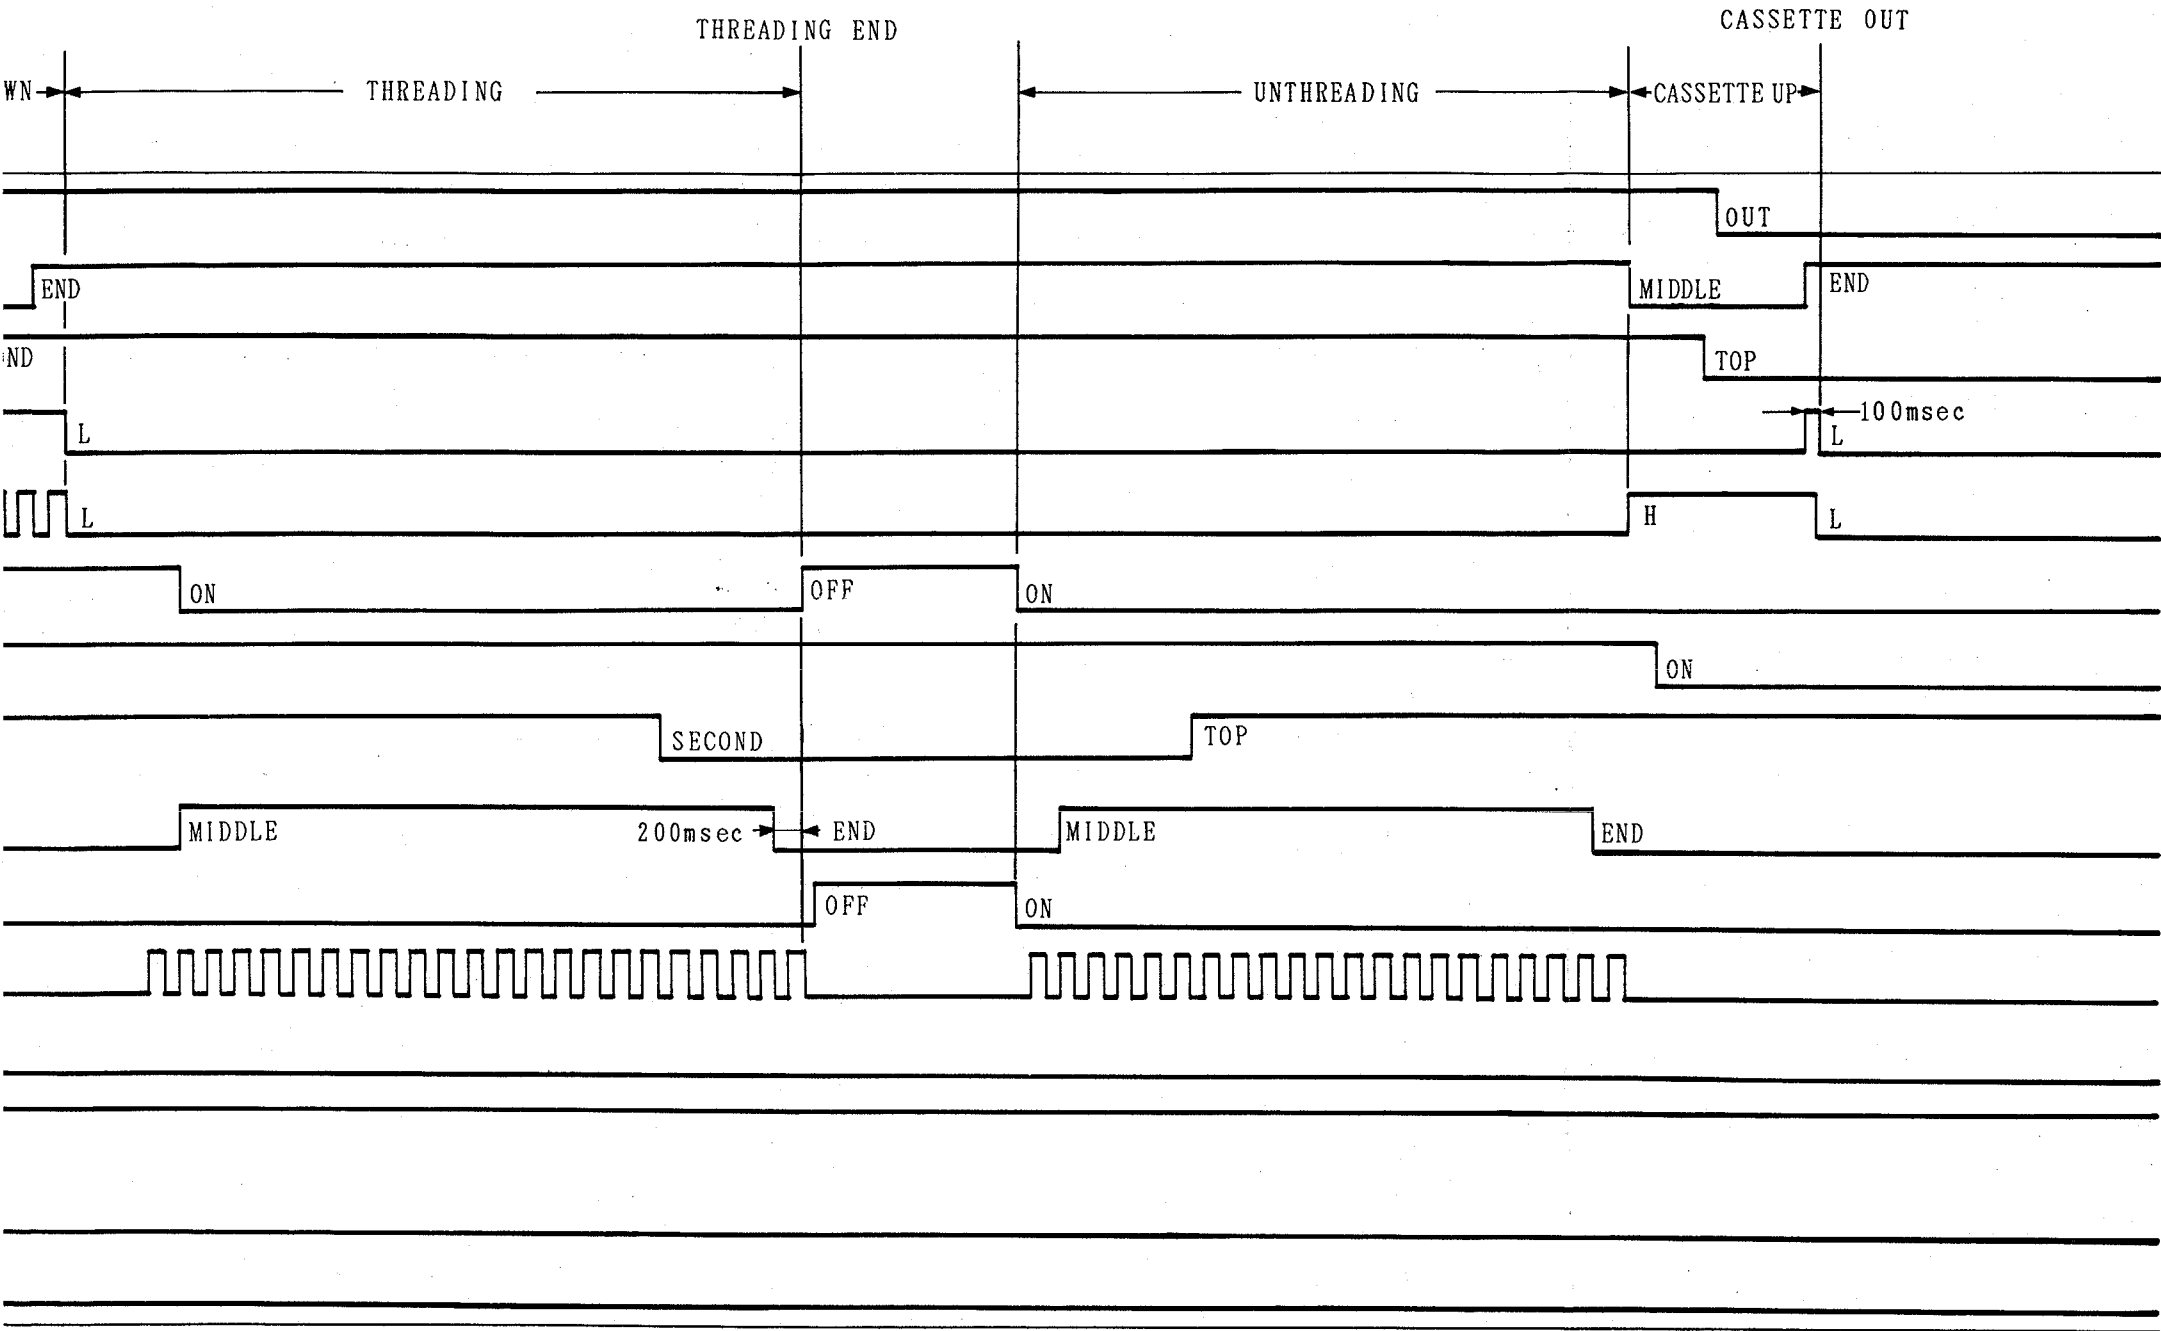 CASSETTE OUT
THREADING END
WN THREADING UNTHREADING CASSETTE UP
OUT
END MIDDLE END
ND TOP
100msec
L L
L H L
ON OFF ON
ON
SECOND TOP
MIDDLE 200msec END MIDDLE END
OFF ON